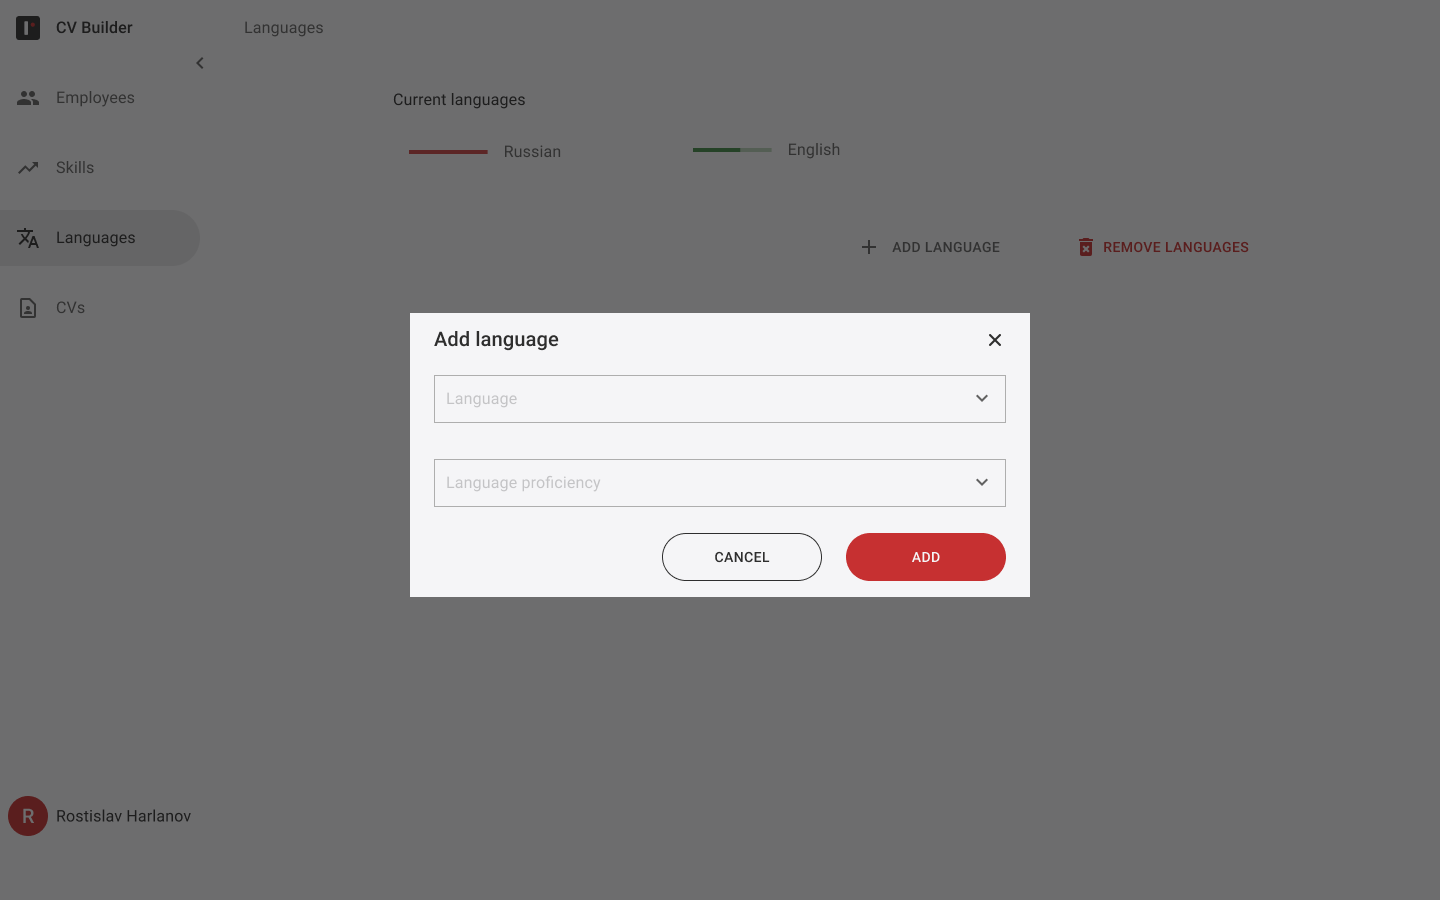 CV Builder
Languages
Employees
Current languages
Russian
English
Skills
Languages
ADD LANGUAGE
REMOVE LANGUAGES
CVs
Add language
Language
Language proficiency
CANCEL
ADD
R
Rostislav Harlanov